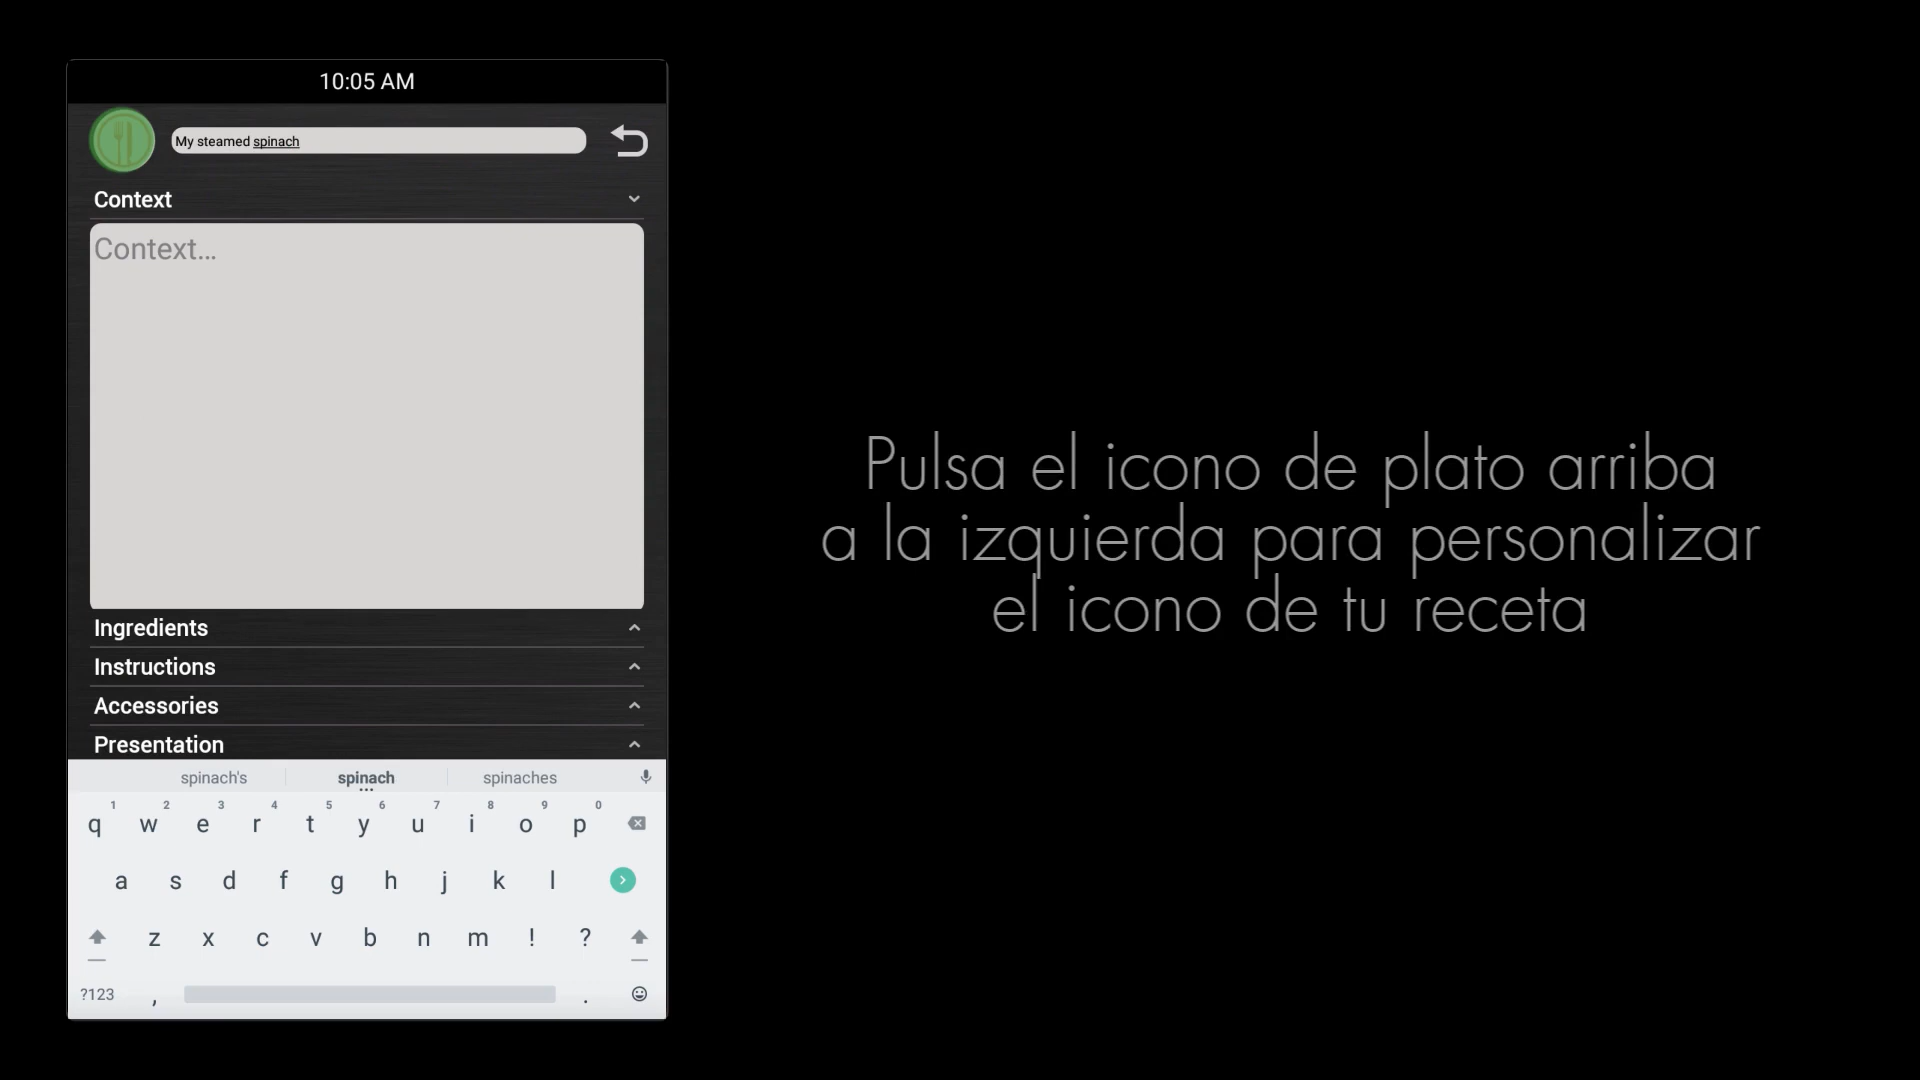 10:05 AM
My steamed spinach
Context
Context...
Ingredients
Instructions
Accessories
Presentation
spinach's spinach spinaches
1 2 3 4 5 6 7 8 9 0
q w e r t y u i o p
a s d f g h j k l
z x c v b n m ! ?
?123 , .
Pulsa el icono de plato arriba
a la izquierda para personalizar
el icono de tu receta